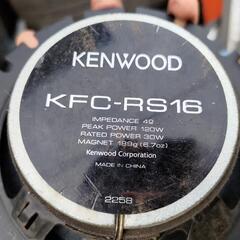 KENWOOD
KFC-RS16
IMPEDANCE 4Ω
PEAK POWER 120W
RATED POWER 30W
MAGNET 189g (6.7oz)
Kenwood Corporation
MADE IN CHINA
2258